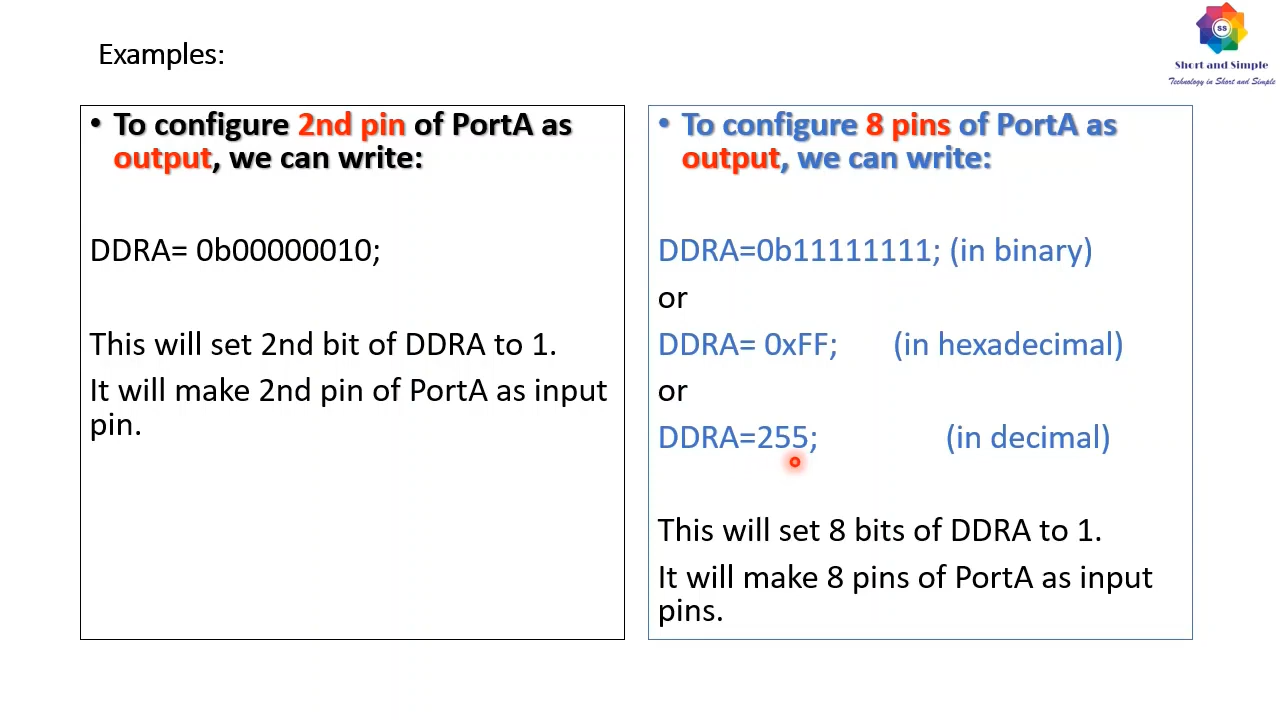 Examples:
SS
Short and Simple
Technology in Short and Simple
• To configure 2nd pin of PortA as
output, we can write:
DDRA= 0b00000010;
This will set 2nd bit of DDRA to 1.
It will make 2nd pin of PortA as input
pin.
• To configure 8 pins of PortA as
output, we can write:
DDRA=0b11111111; (in binary)
or
DDRA= 0xFF; (in hexadecimal)
or
DDRA=255; (in decimal)
This will set 8 bits of DDRA to 1.
It will make 8 pins of PortA as input
pins.